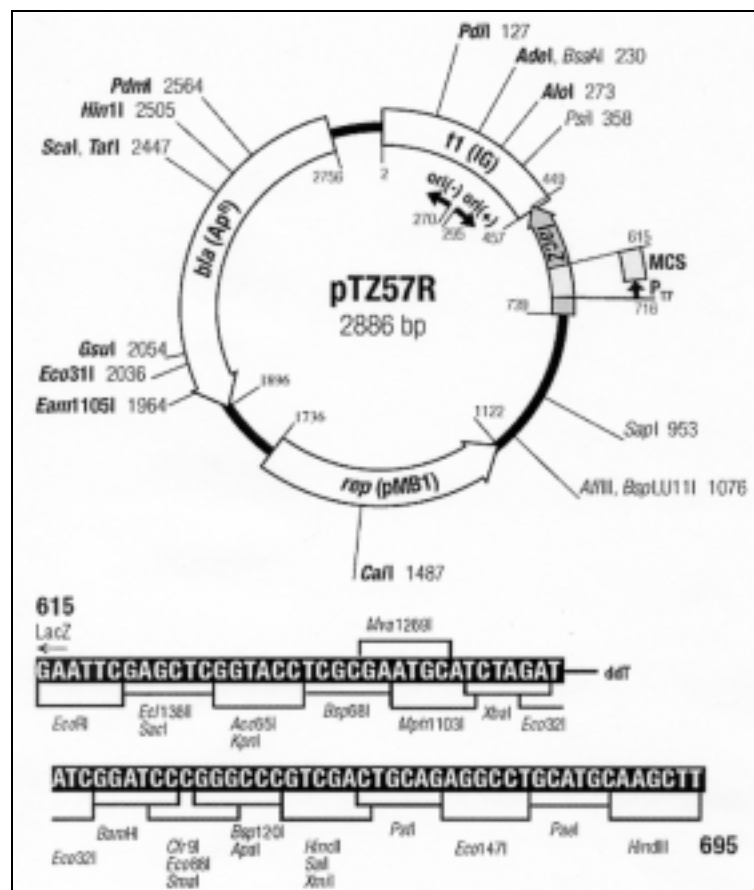 PdiI 127
AdeI, BsaAI 230
AloI 273
PsiI 358
PdmI 2564
Hin1I 2505
ScaI, TatI 2447
2756
2
f1 (IG)
449
ori(-) ori(+)
270
295
457
lacZ
615
MCS
bla (ApR)
pTZ57R
2886 bp
739
716
GsuI 2054
Eco31I 2036
Eam1105I 1964
1896
1736
1122
SapI 953
rep (pMB1)
AflIII, BspLU11I 1076
CaiI 1487
615
LacZ
Mva1269I
GAATTCGAGCTCGGTACCTCGCGAATGCATCTAGAT
ddT
EcoRI
Ecl136II
SacI
Acc65I
KpnI
Bsp68I
Mph1103I
XbaI
Eco32I
ATCGGATCCCGGGCCCGTCGACTGCAGAGGCCTGCATGCAAGCTT
Eco32I
BamHI
Cfr9I
Eco88I
SmaI
Bsp120I
ApaI
HincII
SalI
XmiI
PstI
Eco147I
PaeI
HindIII
695